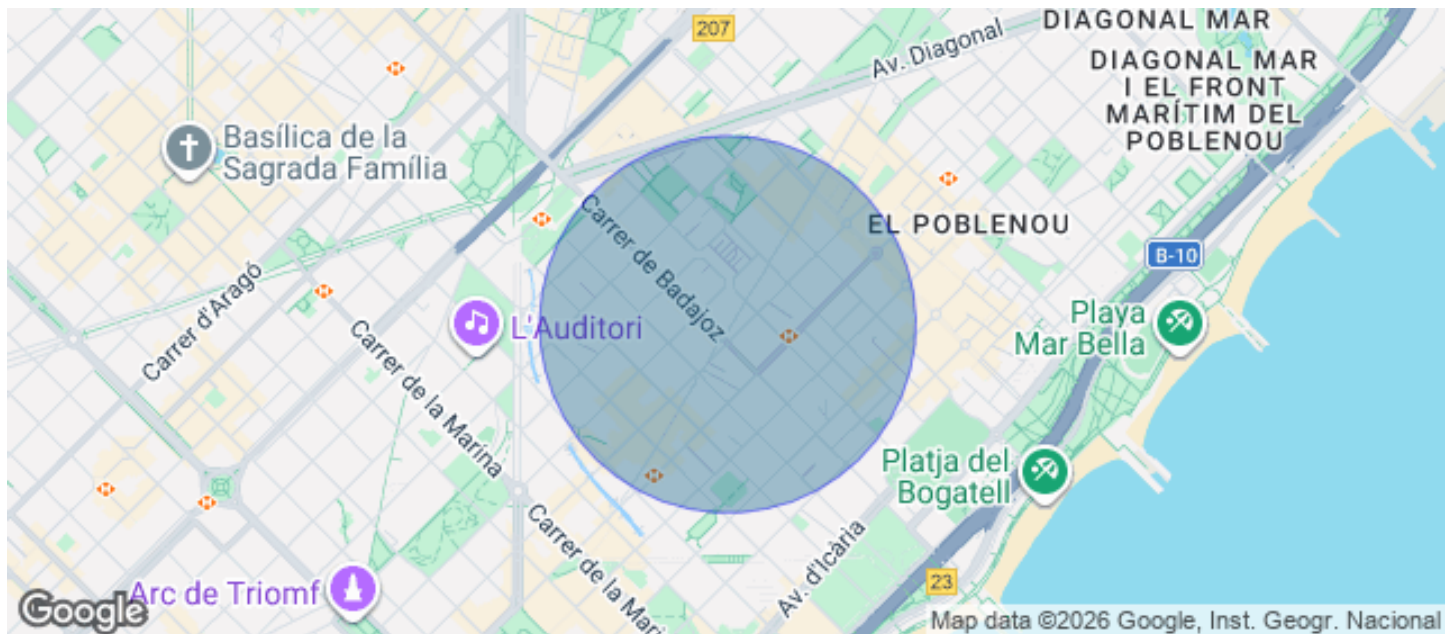 DIAGONAL MAR
207
Av. Diagonal
DIAGONAL MAR
I EL FRONT
MARÍTIM DEL
POBLENOU
Basílica de la
Sagrada Família
Carrer de Badajoz
EL POBLENOU
B-10
Carrer d'Aragó
L'Auditori
Playa
Mar Bella
Carrer de la Marina
Platja del
Bogatell
Carrer de la Mari
Av. d'Icària
23
Arc de Triomf
Google
Map data ©2026 Google, Inst. Geogr. Nacional